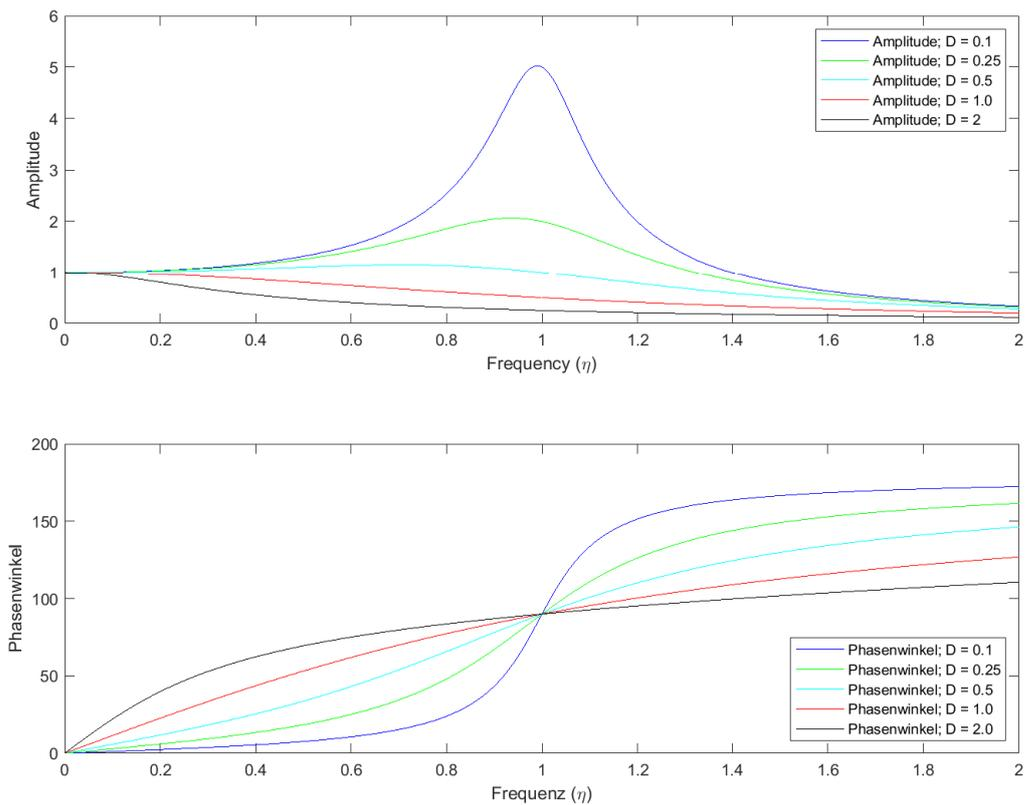 6
5
4
3
2
1
0
Amplitude
0 0.2 0.4 0.6 0.8 1 1.2 1.4 1.6 1.8 2
Frequency (η)
Amplitude; D = 0.1
Amplitude; D = 0.25
Amplitude; D = 0.5
Amplitude; D = 1.0
Amplitude; D = 2
200
150
100
50
0
Phasenwinkel
0 0.2 0.4 0.6 0.8 1 1.2 1.4 1.6 1.8 2
Frequenz (η)
Phasenwinkel; D = 0.1
Phasenwinkel; D = 0.25
Phasenwinkel; D = 0.5
Phasenwinkel; D = 1.0
Phasenwinkel; D = 2.0